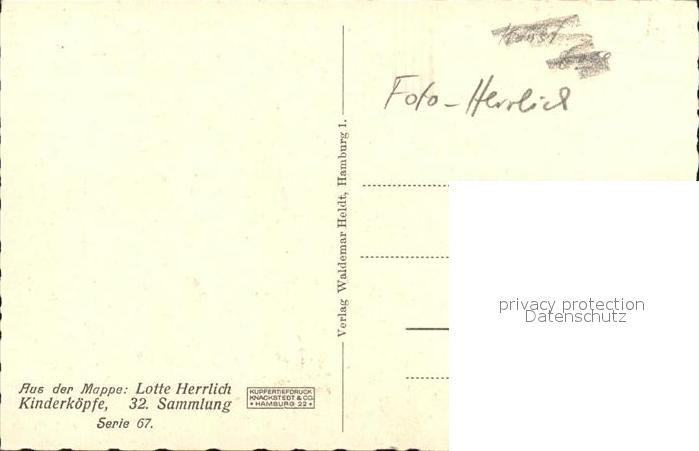 Foto-Herrlich
Verlag Waldemar Heldt, Hamburg 1.
privacy protection
Datenschutz
Aus der Mappe: Lotte Herrlich
Kinderköpfe, 32. Sammlung
Serie 67.
KUPFERTIEFDRUCK
KNACKSTEDT & CO.
• HAMBURG 22 •